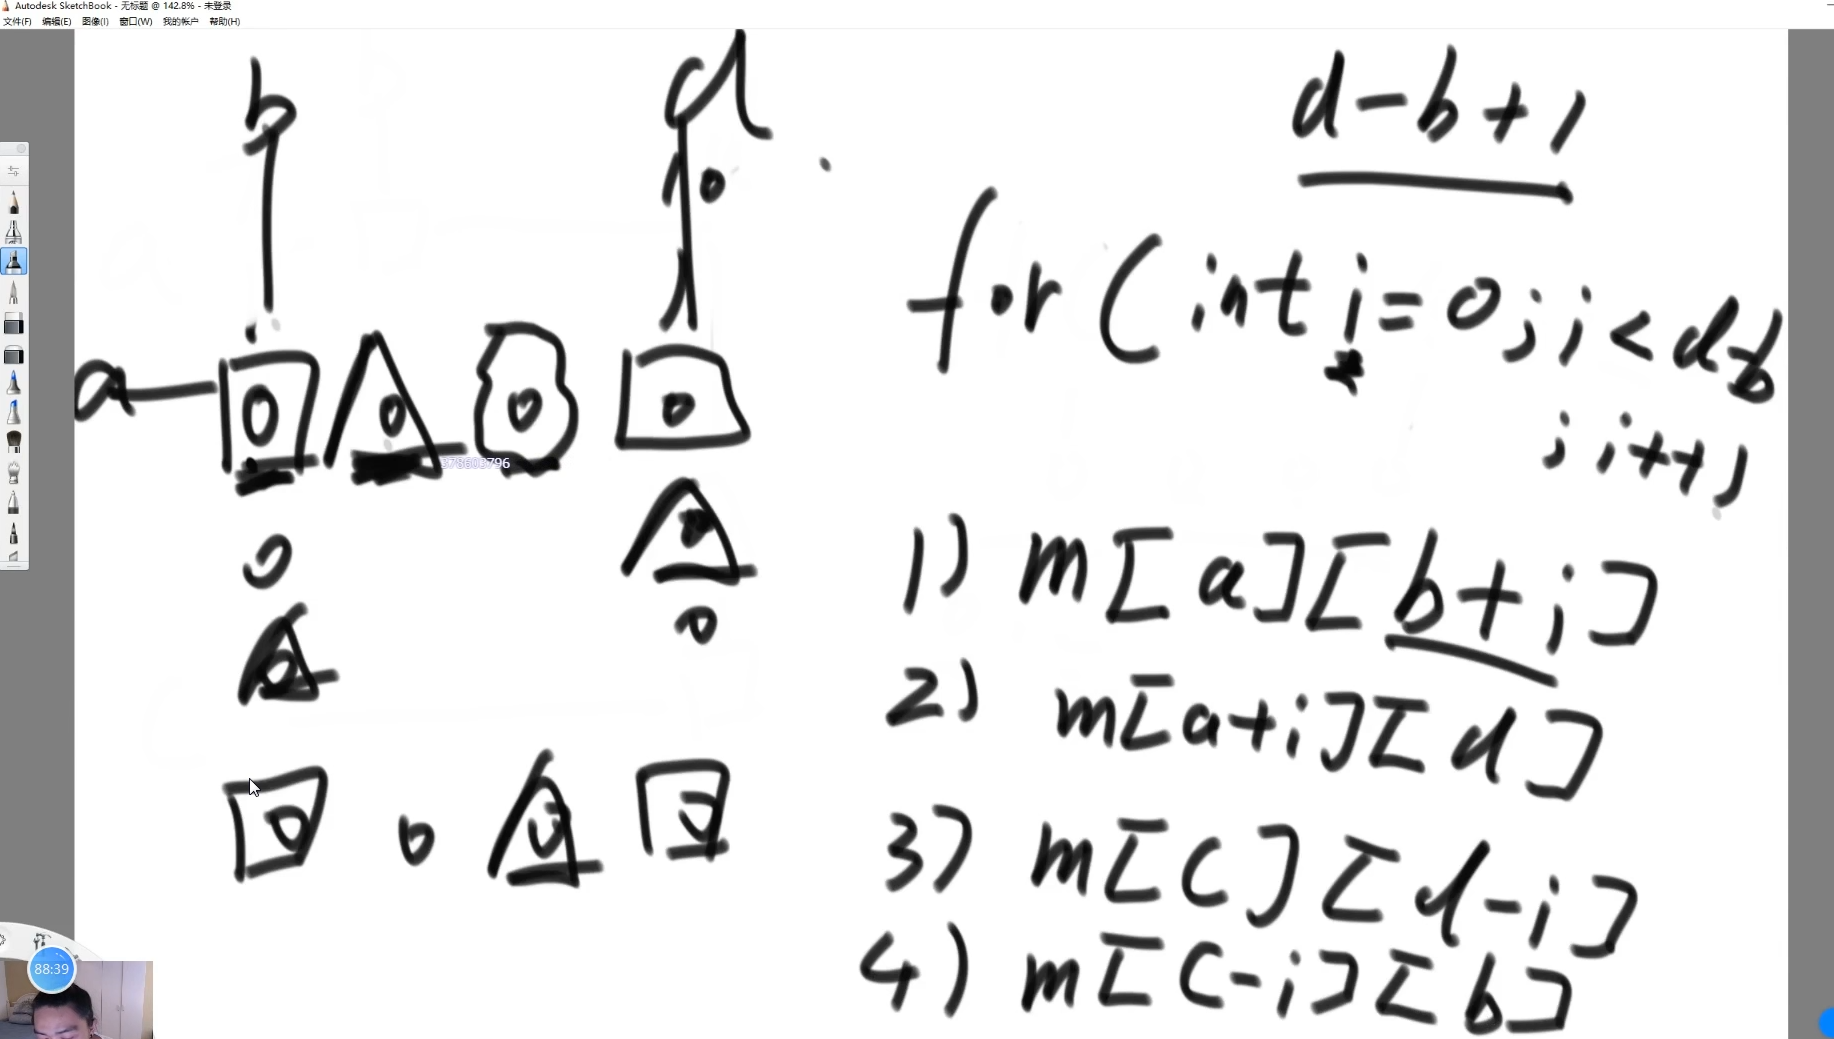 Autodesk SketchBook - 无标题 @ 142.8% - 未登录
文件(F) 编辑(E) 图像(I) 窗口(W) 我的帐户 帮助(H)
b d
d-b+1
for (int i=0; i<d-b
; i++)
a
378603796
1) m[a][b+i]
2) m[a+i][d]
3) m[c][d-i]
4) m[c-i][b]
88:39